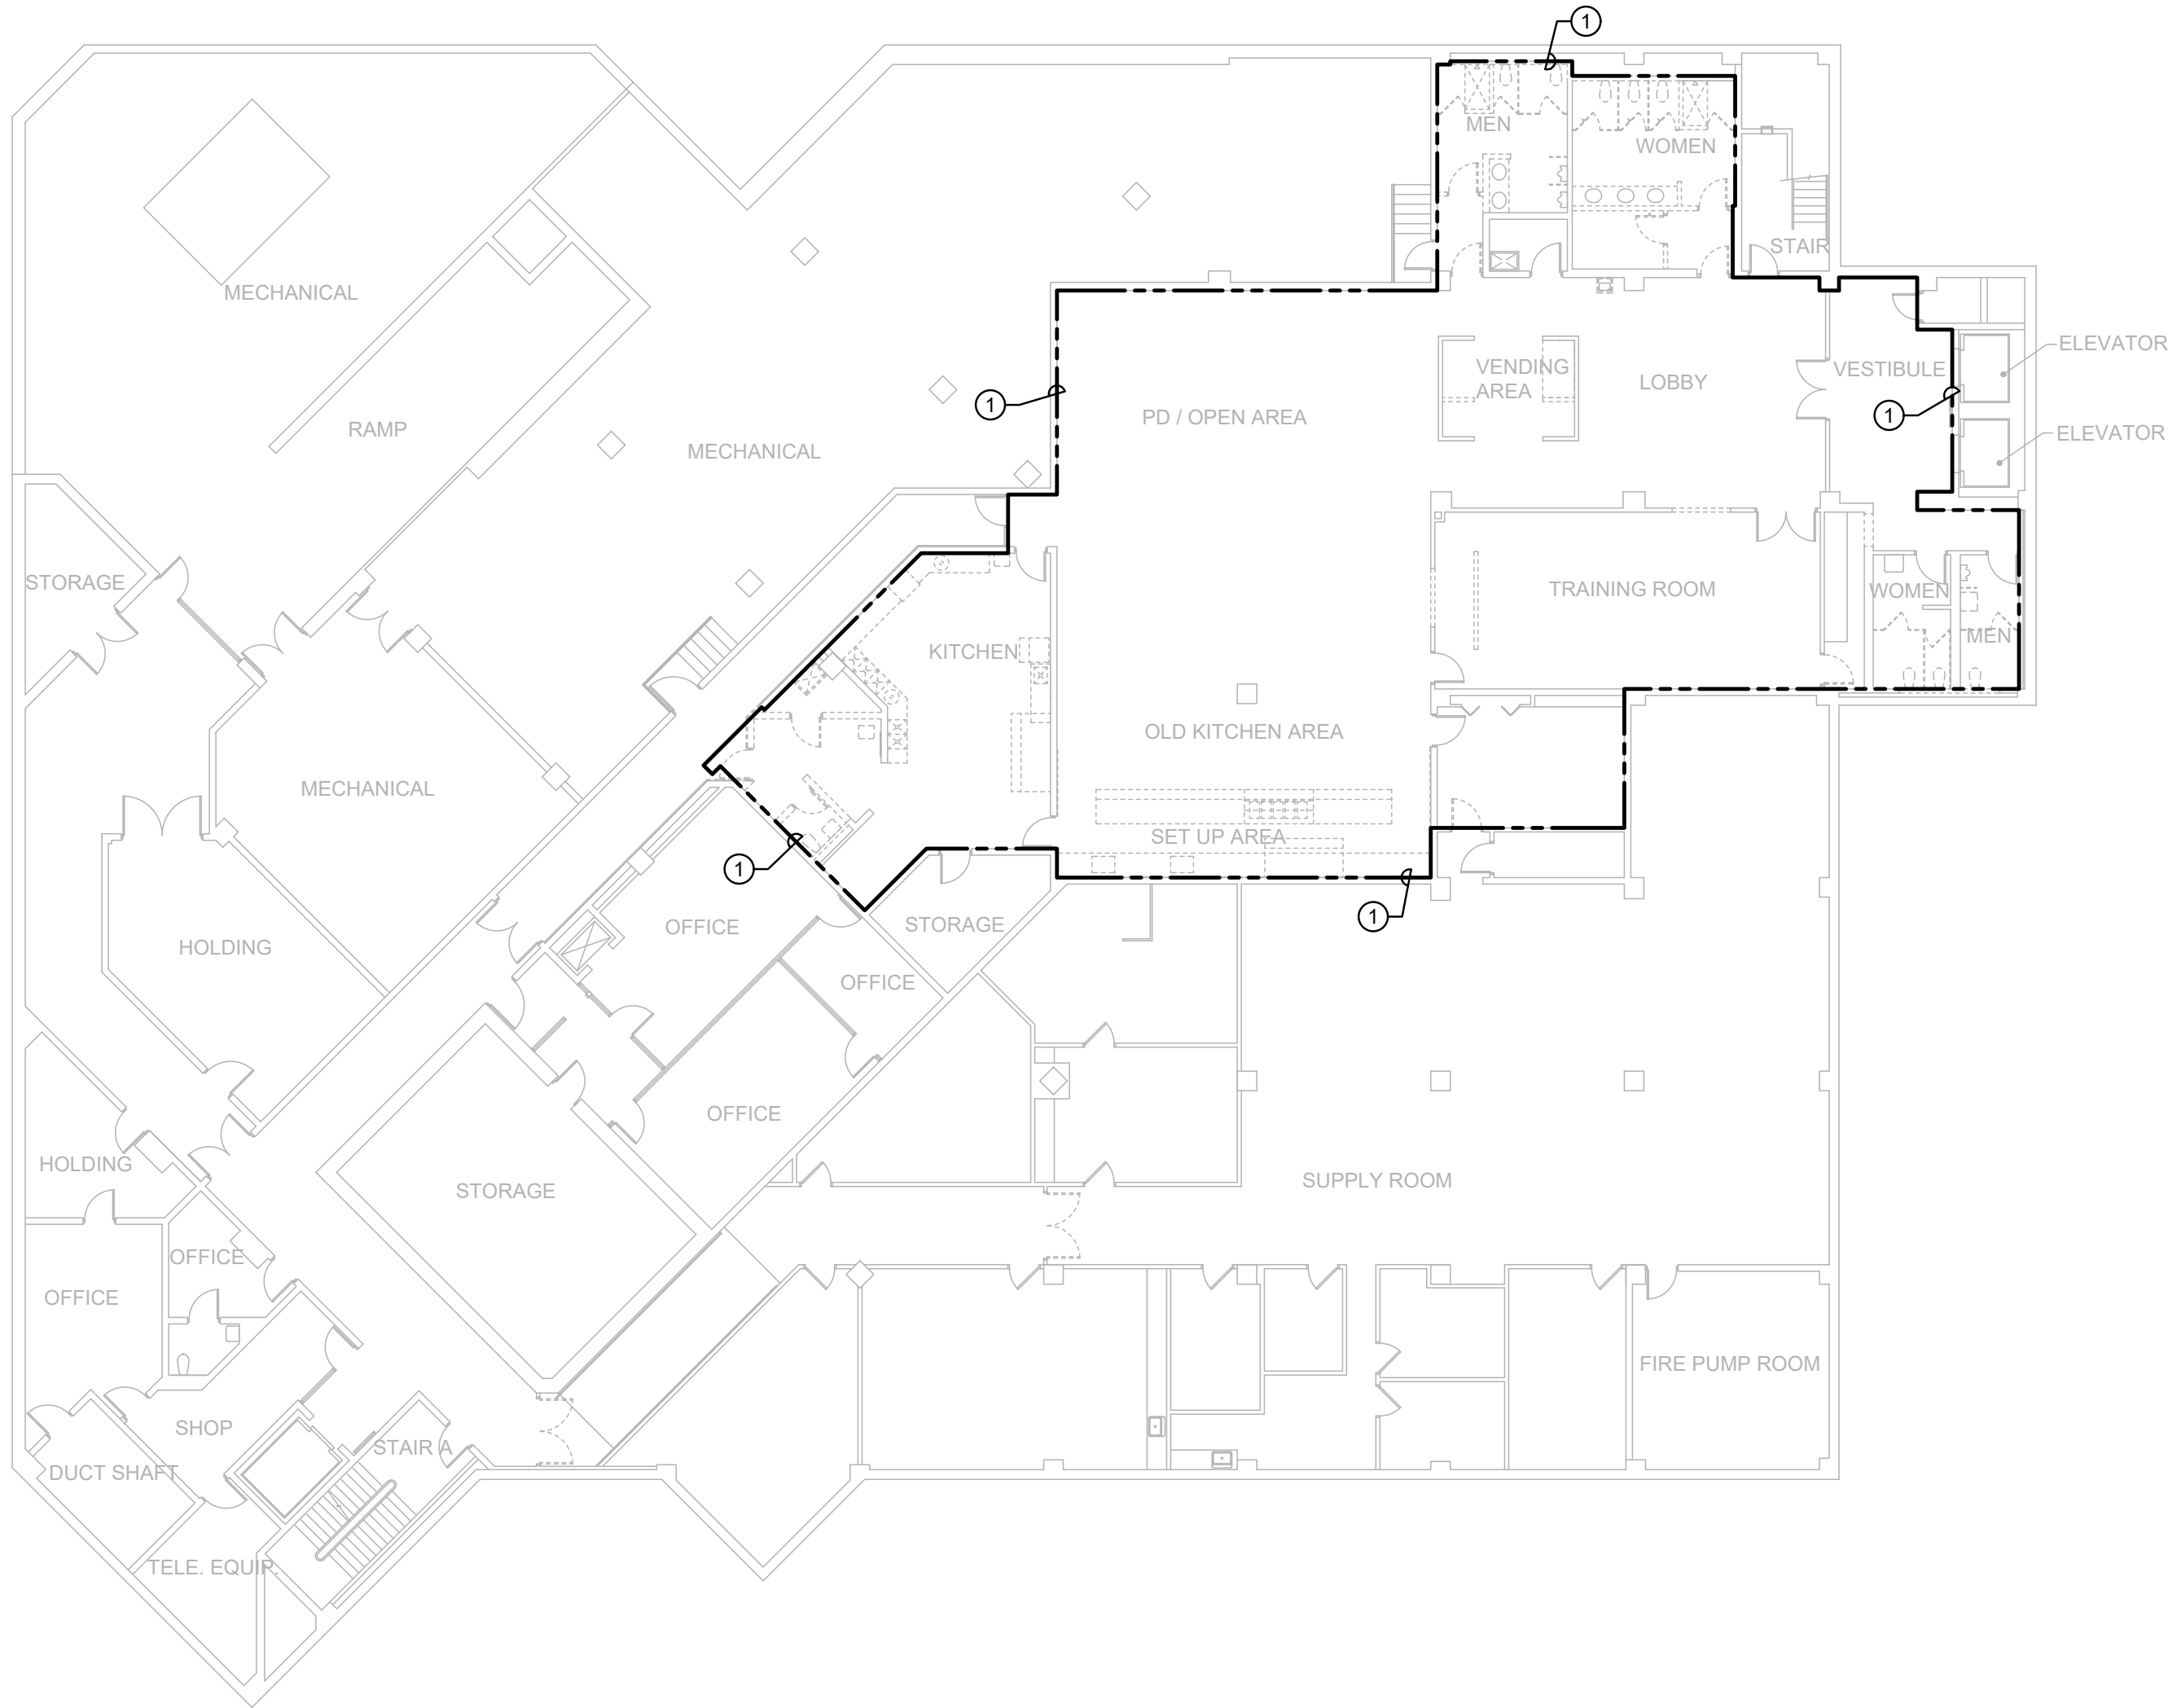 1
MEN
WOMEN
STAIR
MECHANICAL
ELEVATOR
VENDING
AREA
LOBBY
VESTIBULE
1
1
PD / OPEN AREA
RAMP
ELEVATOR
MECHANICAL
STORAGE
TRAINING ROOM
WOMEN
MEN
KITCHEN
OLD KITCHEN AREA
MECHANICAL
SET UP AREA
1
1
OFFICE
STORAGE
HOLDING
OFFICE
OFFICE
HOLDING
SUPPLY ROOM
STORAGE
OFFICE
OFFICE
FIRE PUMP ROOM
SHOP
STAIR A
DUCT SHAFT
TELE. EQUIP.